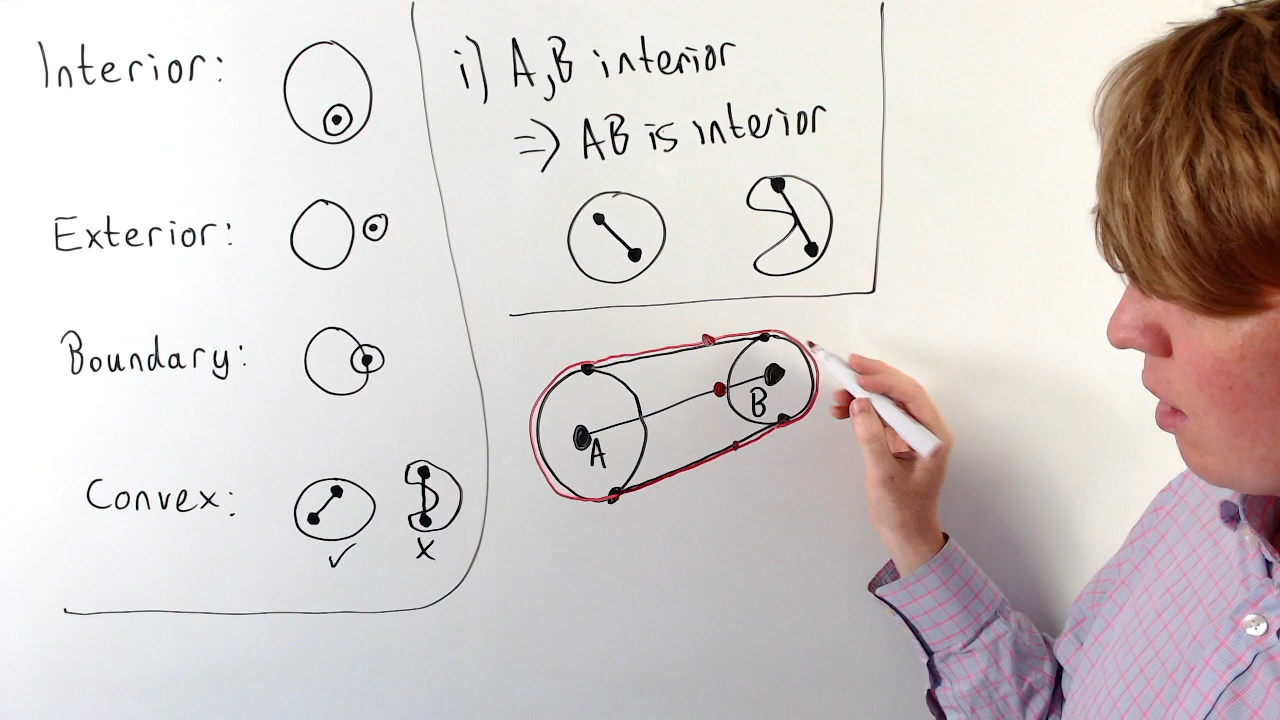 Interior:
Exterior:
Boundary:
Convex:
✓ x
i) A,B interior
=> AB is interior
A
B